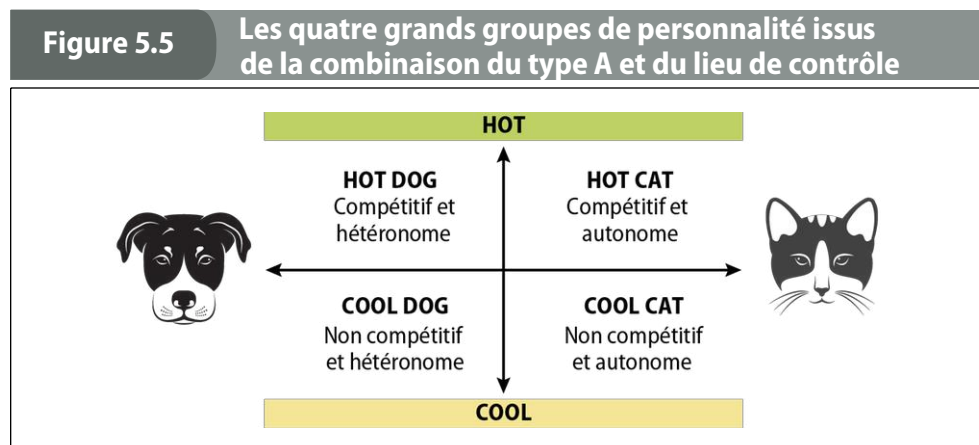 Figure 5.5
Les quatre grands groupes de personnalité issus
de la combinaison du type A et du lieu de contrôle
HOT
HOT DOG
Compétitif et
hétéronome
HOT CAT
Compétitif et
autonome
COOL DOG
Non compétitif
et hétéronome
COOL CAT
Non compétitif
et autonome
COOL